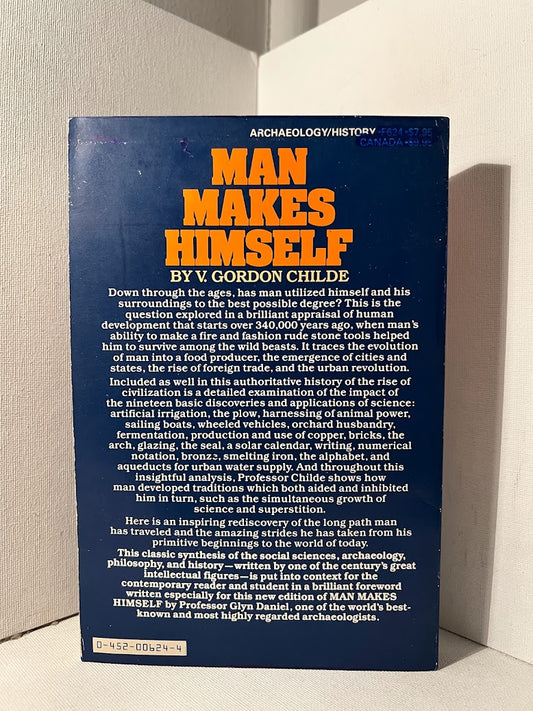 ARCHAEOLOGY/HISTORY •F624•$7.95
CANADA•$9.95
MAN
MAKES
HIMSELF
BY V. GORDON CHILDE
Down through the ages, has man utilized himself and his
surroundings to the best possible degree? This is the
question explored in a brilliant appraisal of human
development that starts over 340,000 years ago, when man's
ability to make a fire and fashion rude stone tools helped
him to survive among the wild beasts. It traces the evolution
of man into a food producer, the emergence of cities and
states, the rise of foreign trade, and the urban revolution.
Included as well in this authoritative history of the rise of
civilization is a detailed examination of the impact of
the nineteen basic discoveries and applications of science:
artificial irrigation, the plow, harnessing of animal power,
sailing boats, wheeled vehicles, orchard husbandry,
fermentation, production and use of copper, bricks, the
arch, glazing, the seal, a solar calendar, writing, numerical
notation, bronze, smelting iron, the alphabet, and
aqueducts for urban water supply. And throughout this
insightful analysis, Professor Childe shows how
man developed traditions which both aided and inhibited
him in turn, such as the simultaneous growth of
science and superstition.
Here is an inspiring rediscovery of the long path man
has traveled and the amazing strides he has taken from his
primitive beginnings to the world of today.
This classic synthesis of the social sciences, archaeology,
philosophy, and history—written by one of the century's great
intellectual figures—is put into context for the
contemporary reader and student in a brilliant foreword
written especially for this new edition of MAN MAKES
HIMSELF by Professor Glyn Daniel, one of the world's best-
known and most highly regarded archaeologists.
0-452-00624-4